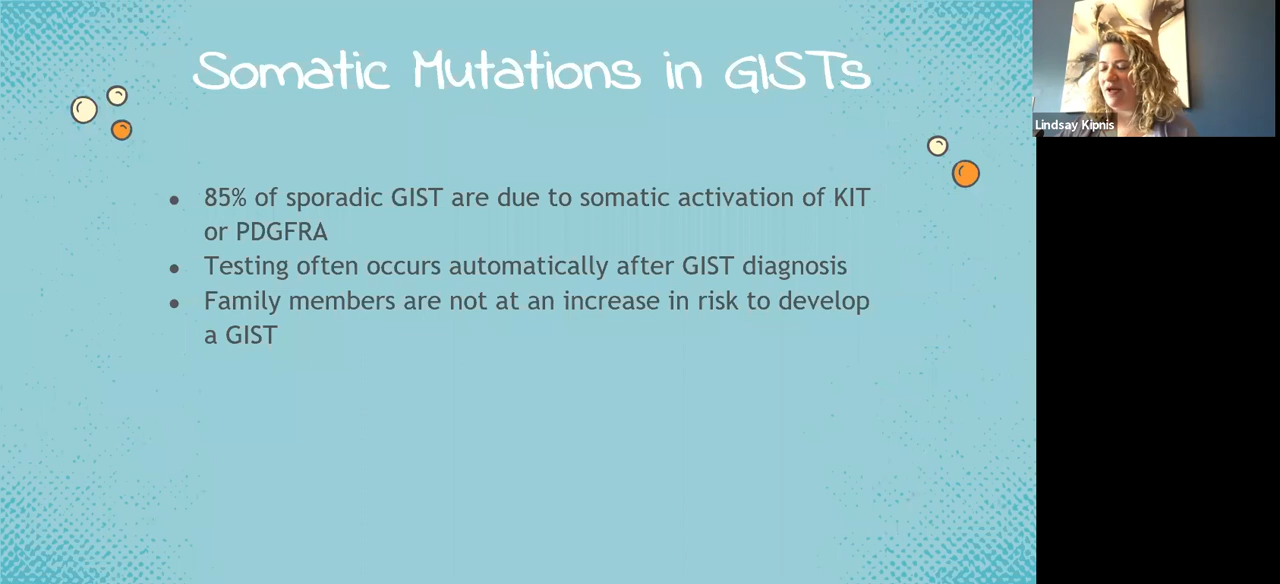 Somatic Mutations in GISTs
Lindsay Kipnis
● 85% of sporadic GIST are due to somatic activation of KIT
or PDGFRA
● Testing often occurs automatically after GIST diagnosis
● Family members are not at an increase in risk to develop
a GIST